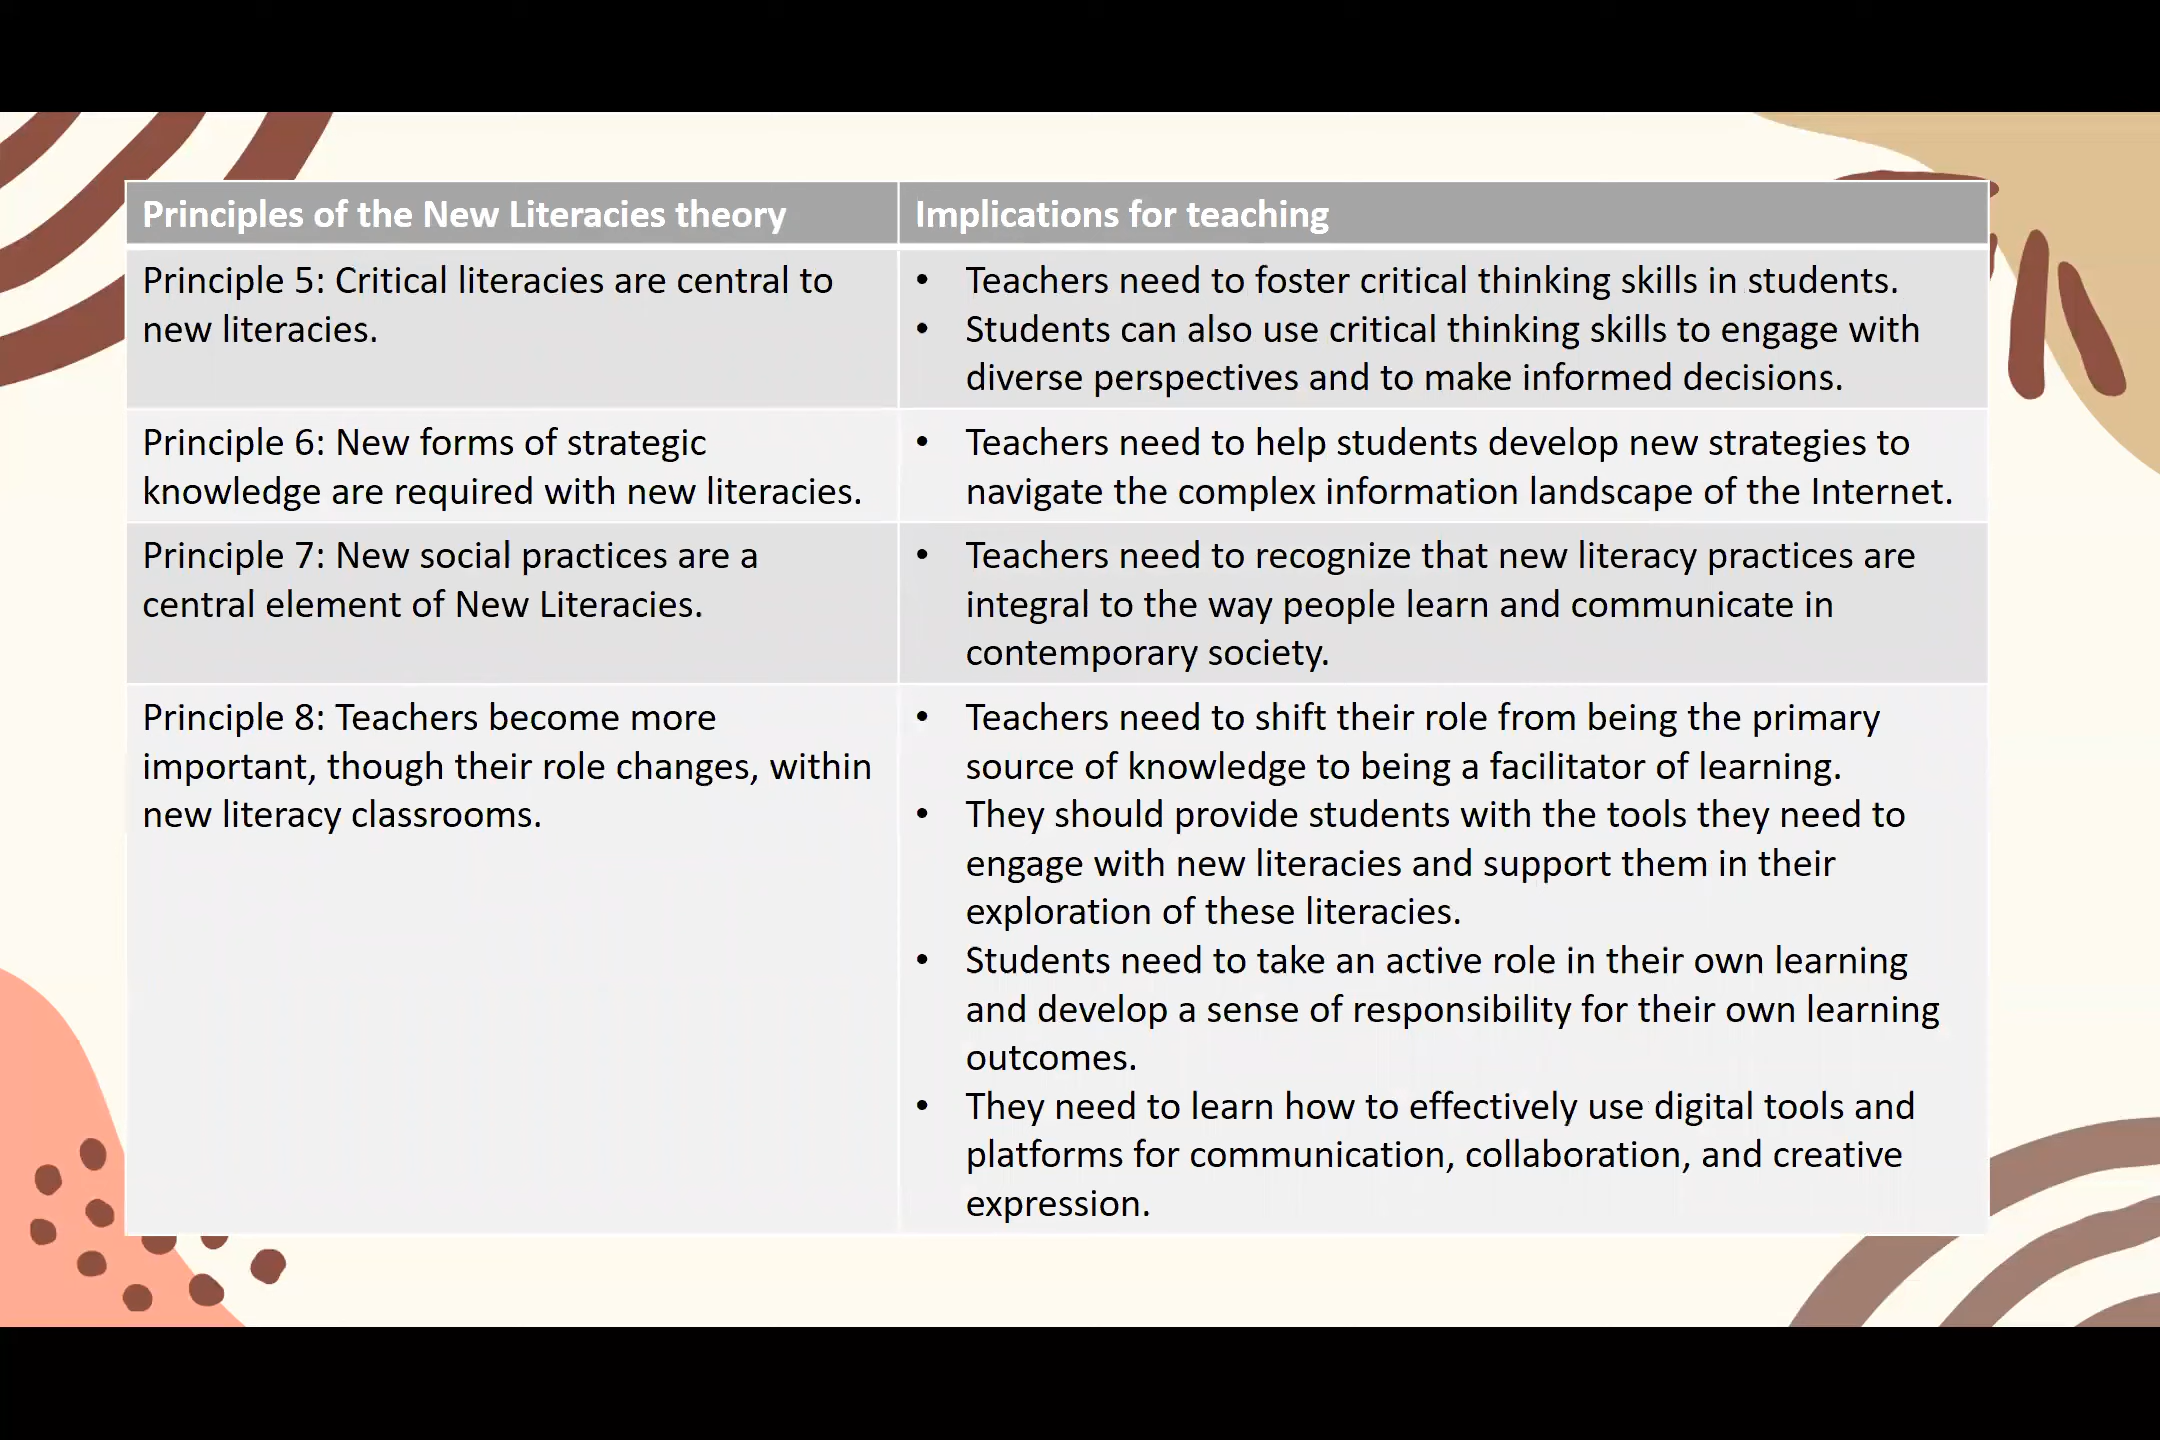 Principles of the New Literacies theory
Implications for teaching
Principle 5: Critical literacies are central to
new literacies.
• Teachers need to foster critical thinking skills in students.
• Students can also use critical thinking skills to engage with
diverse perspectives and to make informed decisions.
Principle 6: New forms of strategic
knowledge are required with new literacies.
• Teachers need to help students develop new strategies to
navigate the complex information landscape of the Internet.
Principle 7: New social practices are a
central element of New Literacies.
• Teachers need to recognize that new literacy practices are
integral to the way people learn and communicate in
contemporary society.
Principle 8: Teachers become more
important, though their role changes, within
new literacy classrooms.
• Teachers need to shift their role from being the primary
source of knowledge to being a facilitator of learning.
• They should provide students with the tools they need to
engage with new literacies and support them in their
exploration of these literacies.
• Students need to take an active role in their own learning
and develop a sense of responsibility for their own learning
outcomes.
• They need to learn how to effectively use digital tools and
platforms for communication, collaboration, and creative
expression.